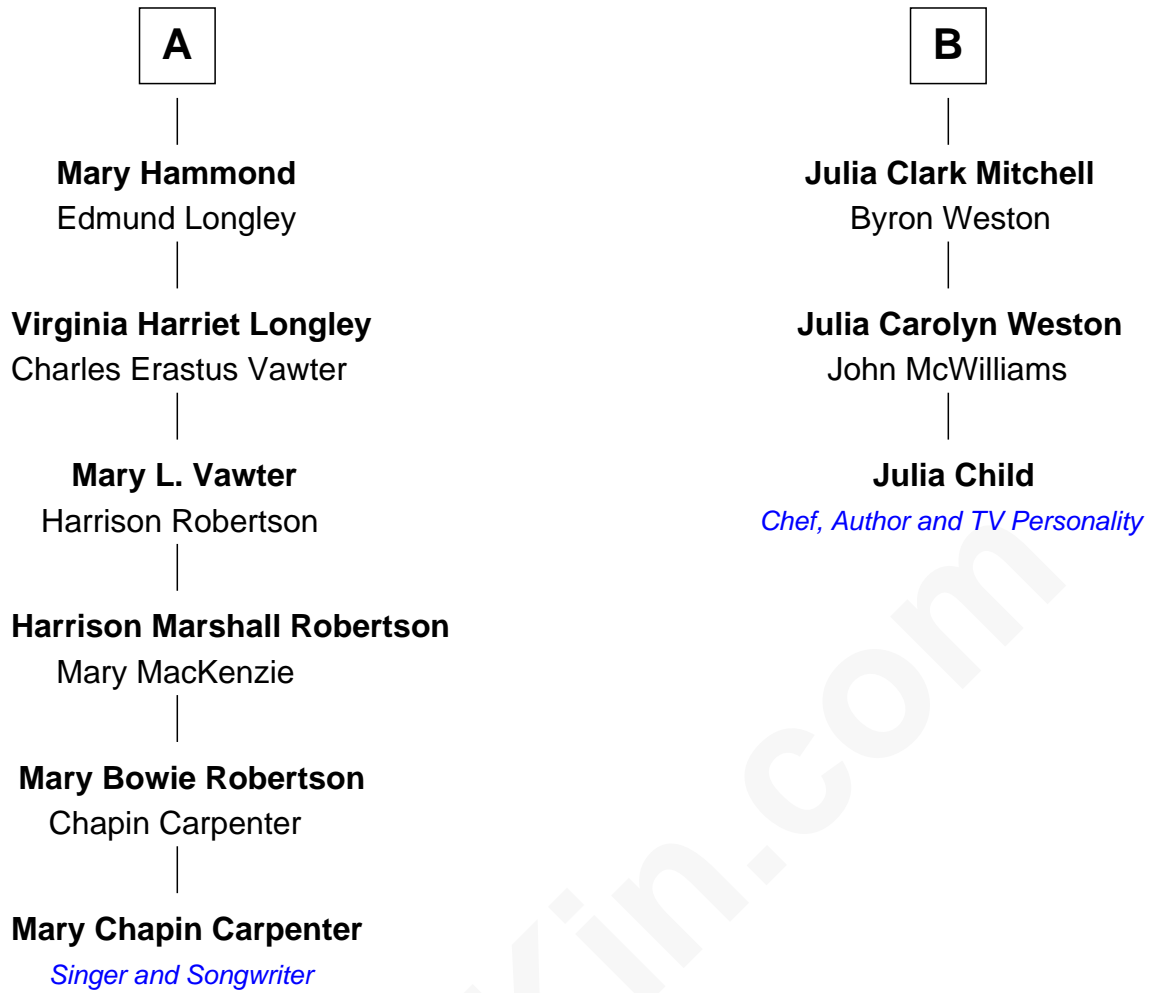 A
Mary Hammond
Edmund Longley
Virginia Harriet Longley
Charles Erastus Vawter
Mary L. Vawter
Harrison Robertson
Harrison Marshall Robertson
Mary MacKenzie
Mary Bowie Robertson
Chapin Carpenter
Mary Chapin Carpenter
Singer and Songwriter
B
Julia Clark Mitchell
Byron Weston
Julia Carolyn Weston
John McWilliams
Julia Child
Chef, Author and TV Personality
Kin.com